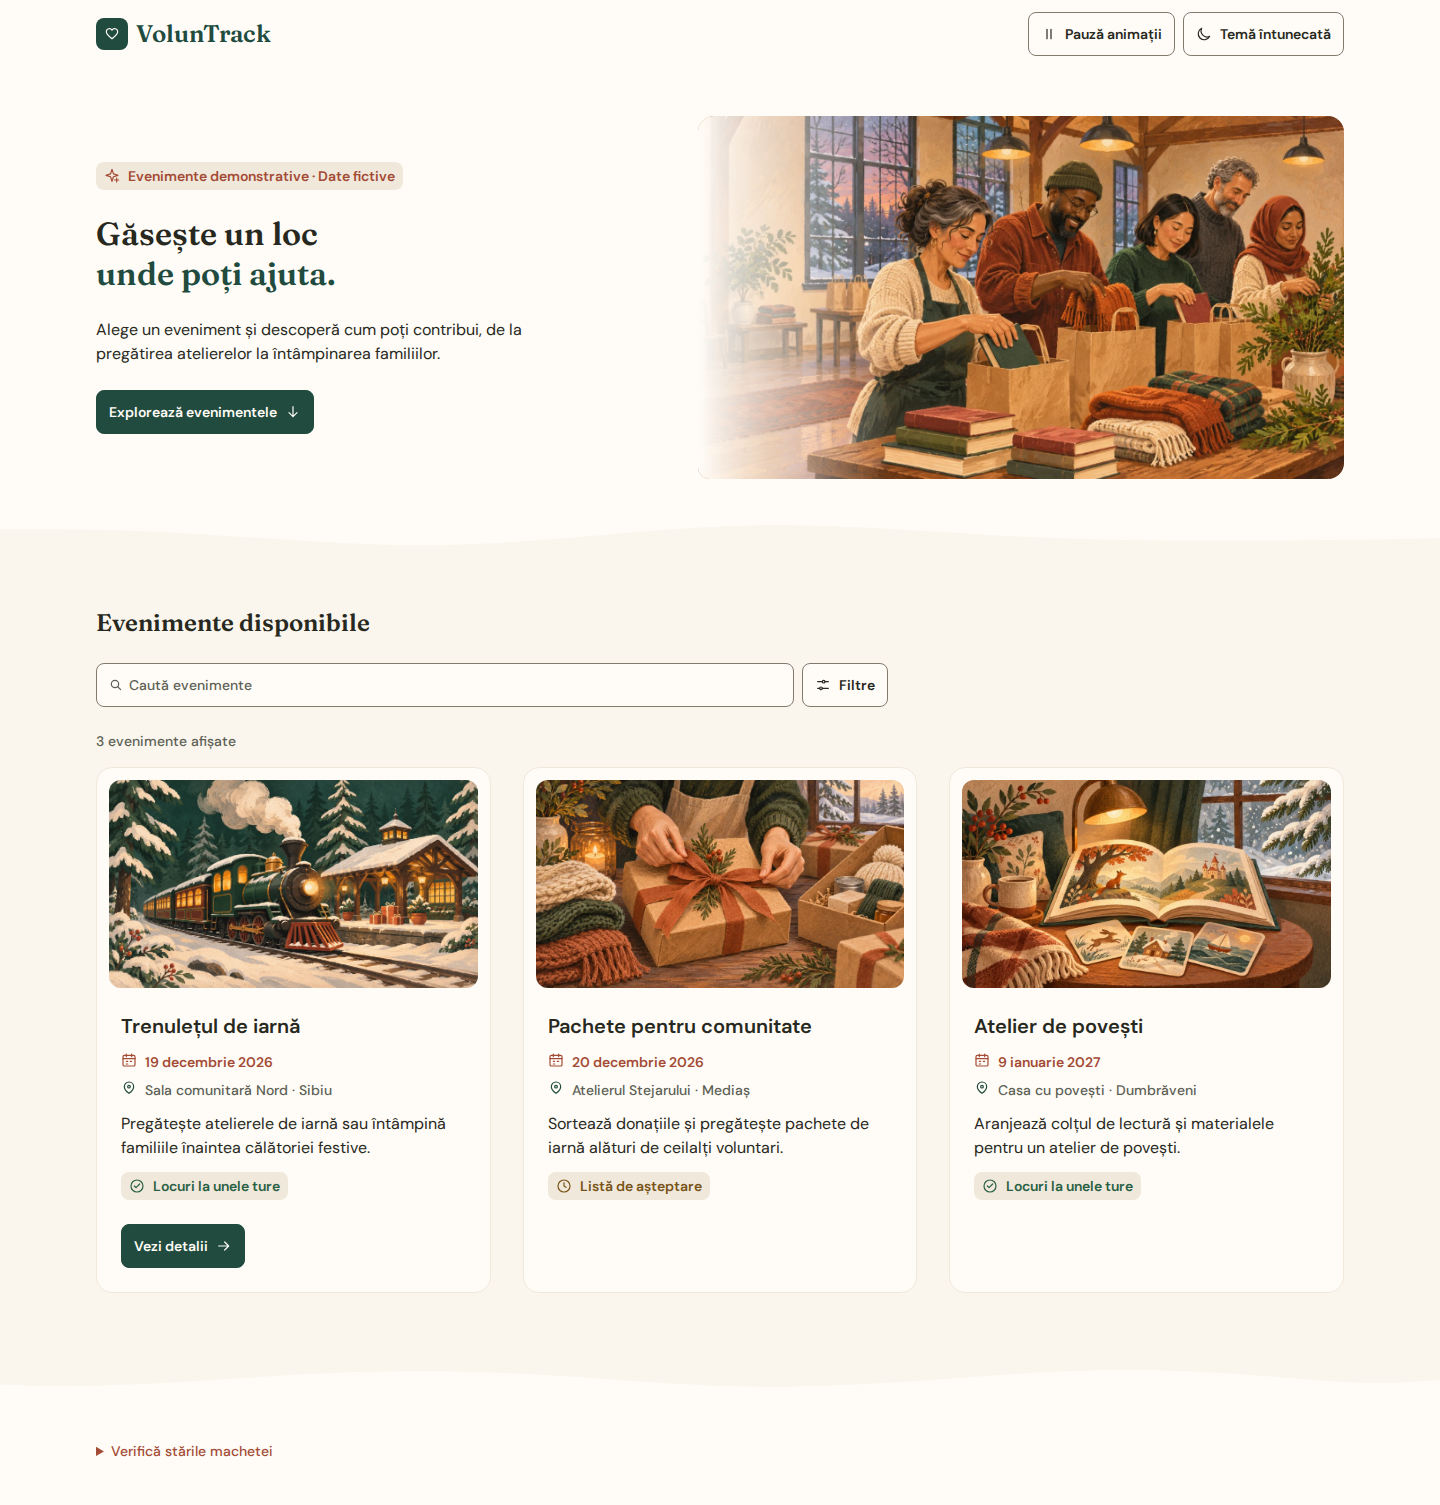 VolunTrack
Pauză animații
Temă întunecată
Evenimente demonstrative · Date fictive
Găsește un loc
unde poți ajuta.
Alege un eveniment și descoperă cum poți contribui, de la
pregătirea atelierelor la întâmpinarea familiilor.
Explorează evenimentele
Evenimente disponibile
Caută evenimente
Filtre
3 evenimente afișate
Trenulețul de iarnă
19 decembrie 2026
Sala comunitară Nord · Sibiu
Pregătește atelierele de iarnă sau întâmpină
familiile înaintea călătoriei festive.
Locuri la unele ture
Vezi detalii
Pachete pentru comunitate
20 decembrie 2026
Atelierul Stejarului · Mediaș
Sortează donațiile și pregătește pachete de
iarnă alături de ceilalți voluntari.
Listă de așteptare
Atelier de povești
9 ianuarie 2027
Casa cu povești · Dumbrăveni
Aranjează colțul de lectură și materialele
pentru un atelier de povești.
Locuri la unele ture
Verifică stările machetei